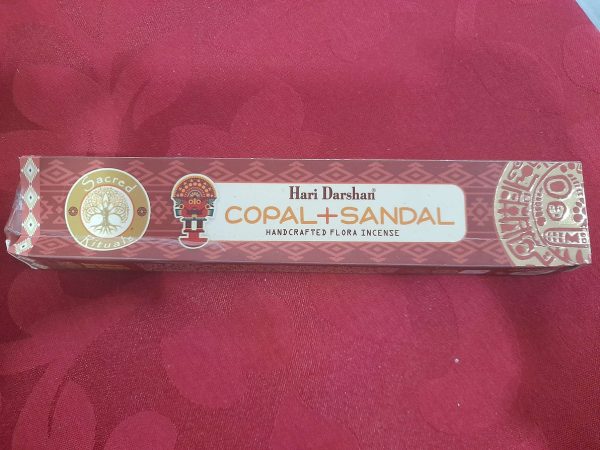 Sacred
Rituals
Hari Darshan®
COPAL+SANDAL
HANDCRAFTED FLORA INCENSE